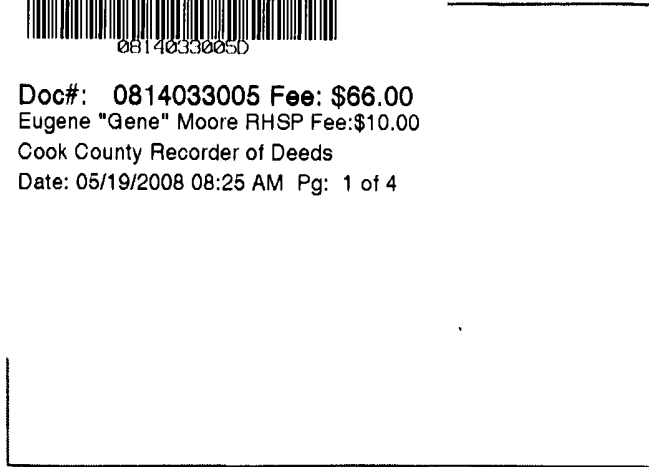 0814033005D
Doc#: 0814033005 Fee: $66.00
Eugene "Gene" Moore RHSP Fee:$10.00
Cook County Recorder of Deeds
Date: 05/19/2008 08:25 AM Pg: 1 of 4